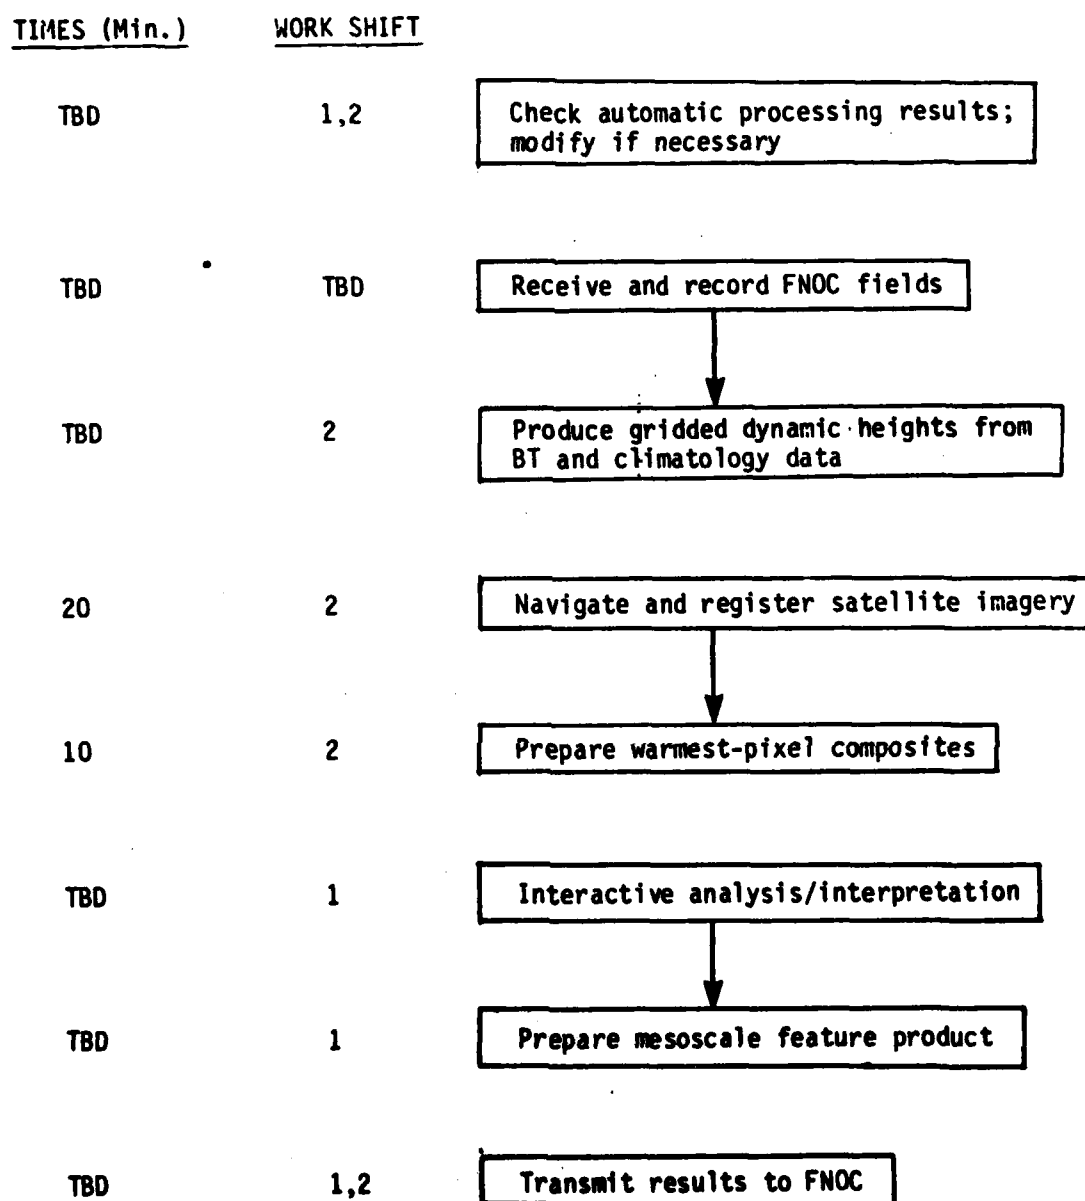 TIMES (Min.) WORK SHIFT
TBD 1,2 Check automatic processing results;
modify if necessary
TBD TBD Receive and record FNOC fields
TBD 2 Produce gridded dynamic heights from
BT and climatology data
20 2 Navigate and register satellite imagery
10 2 Prepare warmest-pixel composites
TBD 1 Interactive analysis/interpretation
TBD 1 Prepare mesoscale feature product
TBD 1,2 Transmit results to FNOC